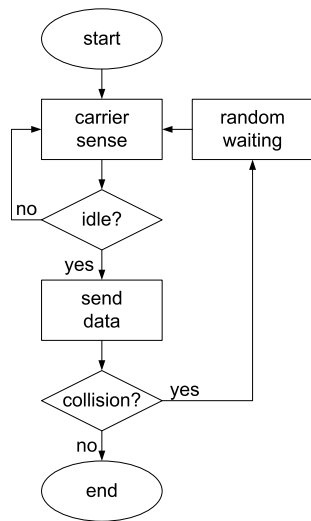 start
carrier
sense
random
waiting
no
idle?
yes
send
data
collision?
yes
no
end